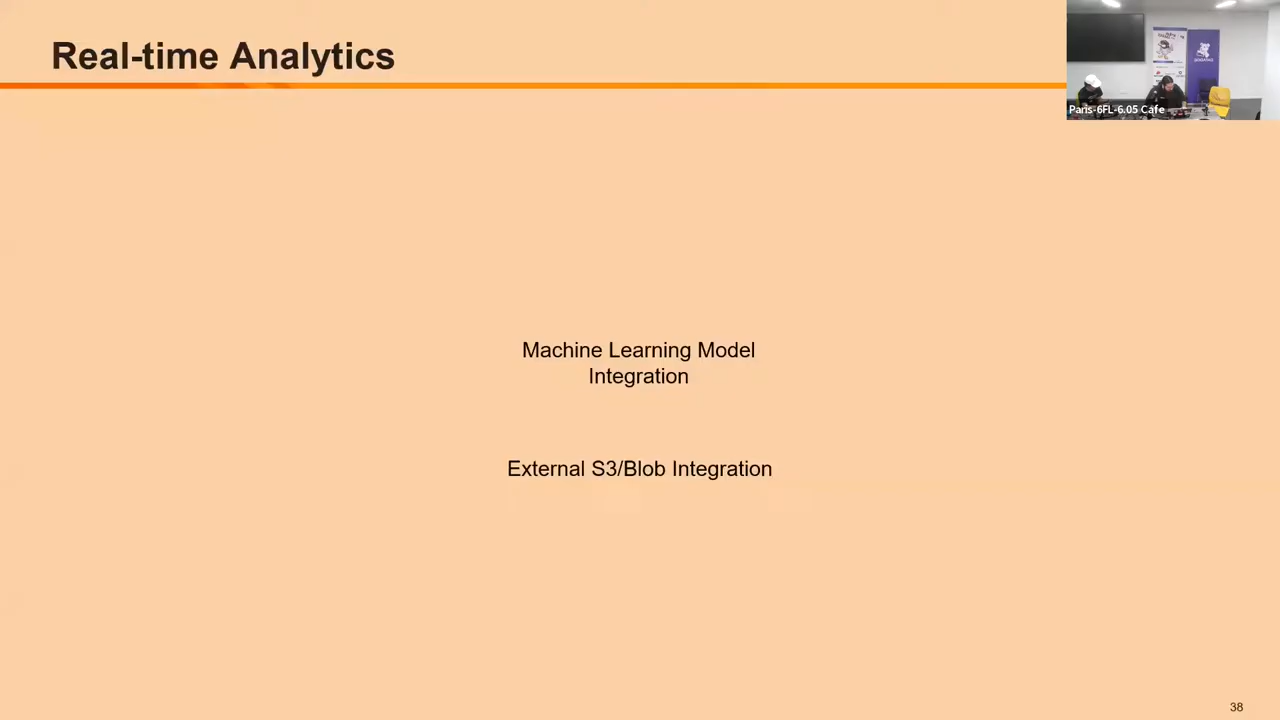 Real-time Analytics
Paris-6FL-6.05 Cafe
Machine Learning Model
Integration
External S3/Blob Integration
38